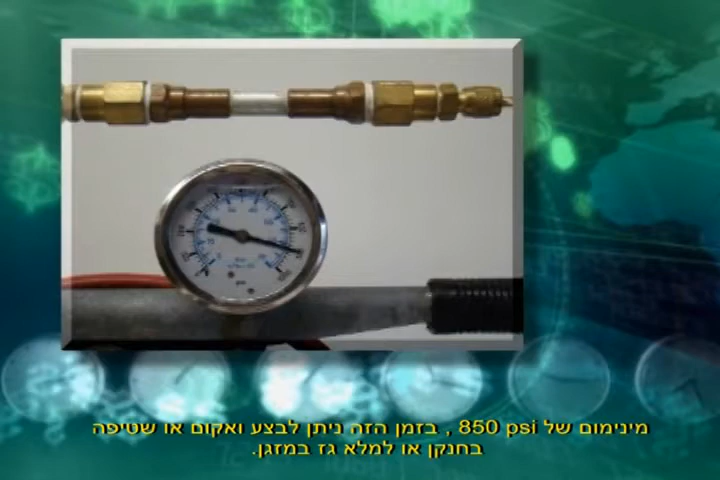 מינימום של 850 psi , בזמן הזה ניתן לבצע ואקום או שטיפה
בחנקן או למלא גז במזגן.